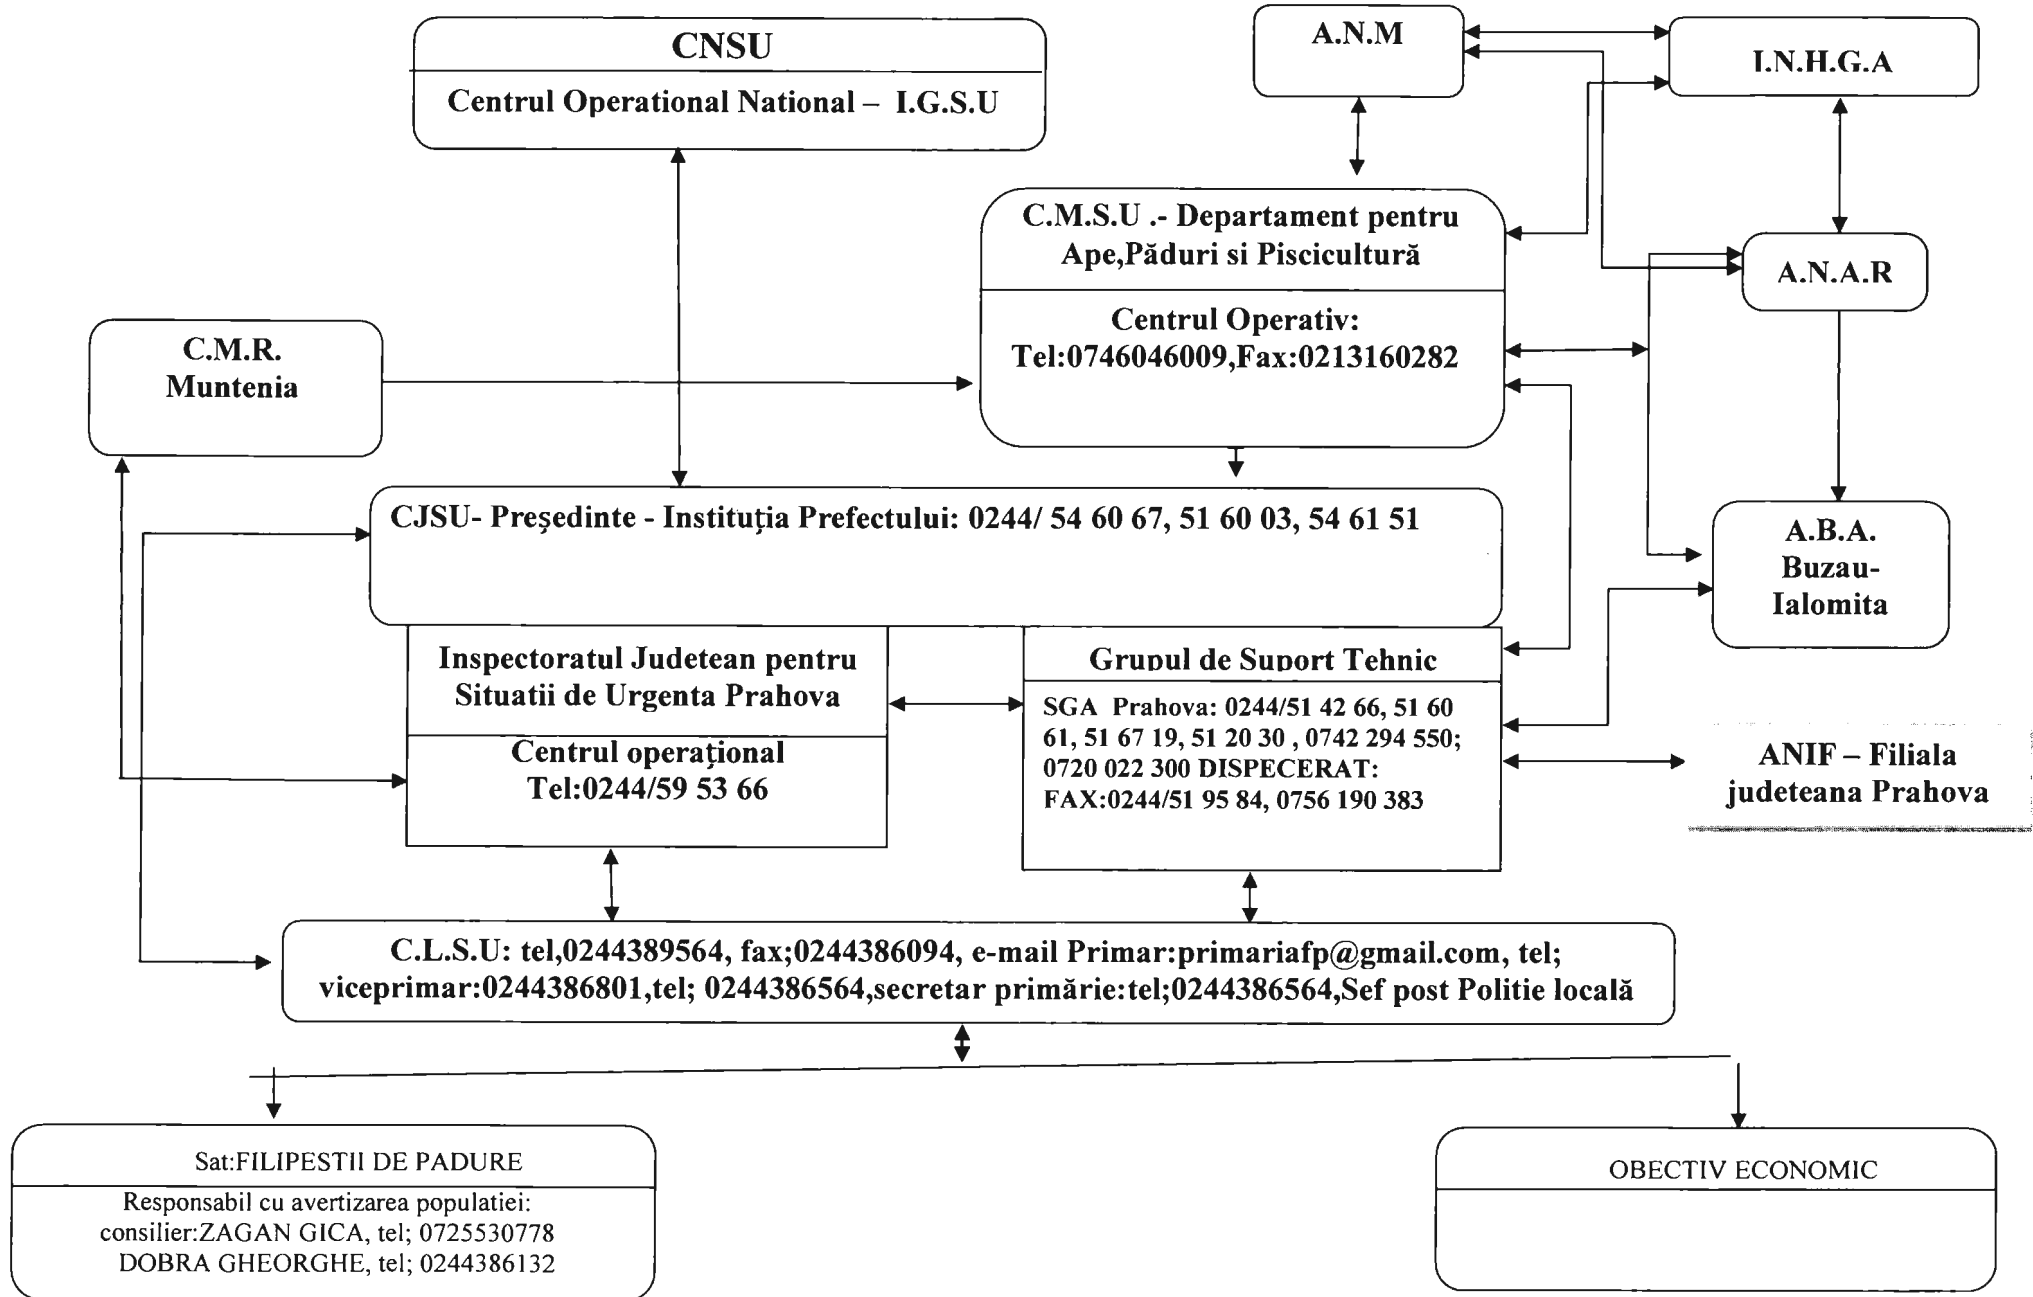 CNSU
Centrul Operational National – I.G.S.U
A.N.M
I.N.H.G.A
C.M.S.U .- Departament pentru
Ape,Păduri si Piscicultură
Centrul Operativ:
Tel:0746046009,Fax:0213160282
A.N.A.R
C.M.R.
Muntenia
CJSU- Preşedinte - Instituţia Prefectului: 0244/ 54 60 67, 51 60 03, 54 61 51
A.B.A.
Buzau-
Ialomita
Inspectoratul Judetean pentru
Situatii de Urgenta Prahova
Centrul operaţional
Tel:0244/59 53 66
Grupul de Suport Tehnic
SGA Prahova: 0244/51 42 66, 51 60
61, 51 67 19, 51 20 30 , 0742 294 550;
0720 022 300 DISPECERAT:
FAX:0244/51 95 84, 0756 190 383
ANIF – Filiala
judeteana Prahova
C.L.S.U: tel,0244389564, fax;0244386094, e-mail Primar:primariafp@gmail.com, tel;
viceprimar:0244386801,tel; 0244386564,secretar primărie:tel;0244386564,Sef post Politie locală
Sat:FILIPESTII DE PADURE
Responsabil cu avertizarea populatiei:
consilier:ZAGAN GICA, tel; 0725530778
DOBRA GHEORGHE, tel; 0244386132
OBECTIV ECONOMIC